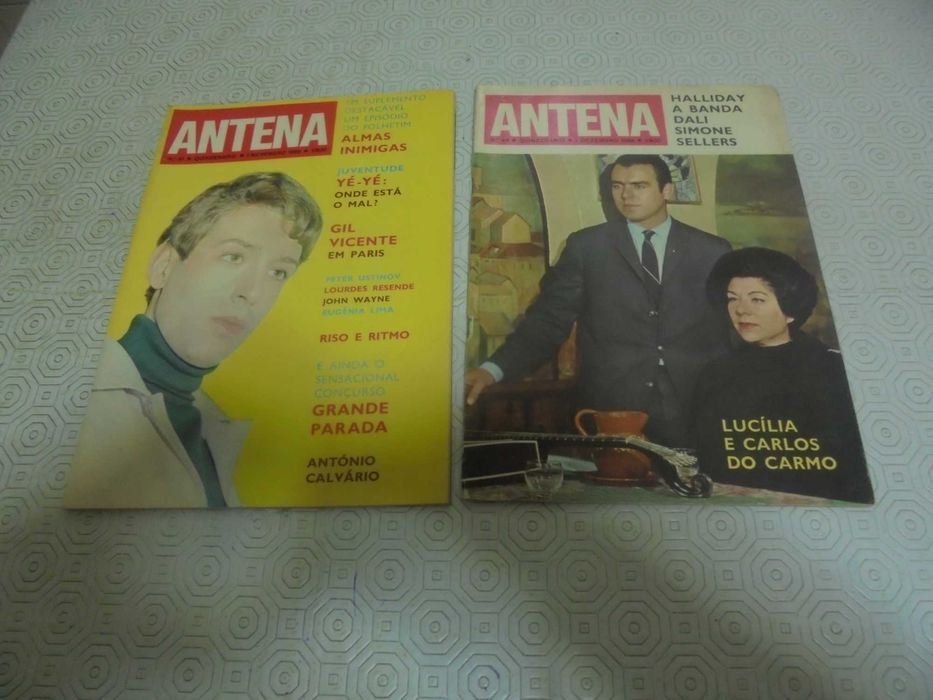 ANTENA
QUINZENÁRIO
UM SUPLEMENTO
DESTACÁVEL
UM EPISÓDIO
DO FOLHETIM
ALMAS
INIMIGAS
JUVENTUDE
YÉ-YÉ:
ONDE ESTÁ
O MAL?
GIL
VICENTE
EM PARIS
PETER USTINOV
LOURDES RESENDE
JOHN WAYNE
EUGÉNIA LIMA
RISO E RITMO
E AINDA O
SENSACIONAL
CONCURSO
GRANDE
PARADA
ANTÓNIO
CALVÁRIO
ANTENA
QUINZENÁRIO
HALLIDAY
A BANDA
DALI
SIMONE
SELLERS
LUCÍLIA
E CARLOS
DO CARMO